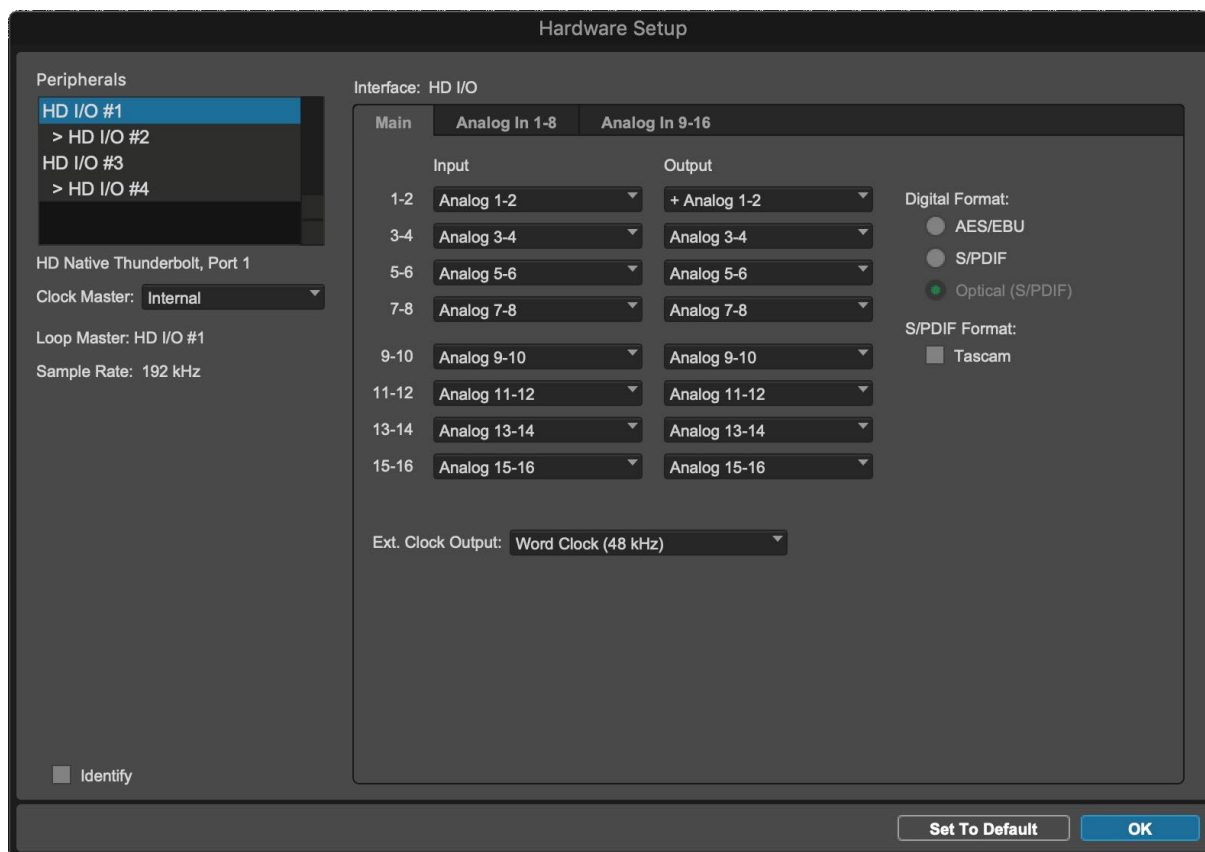 Hardware Setup
Peripherals
HD I/O #1
> HD I/O #2
HD I/O #3
> HD I/O #4
HD Native Thunderbolt, Port 1
Clock Master: Internal
Loop Master: HD I/O #1
Sample Rate: 192 kHz
Identify
Interface: HD I/O
Main Analog In 1-8 Analog In 9-16
Input Output
1-2 Analog 1-2 + Analog 1-2
3-4 Analog 3-4 Analog 3-4
5-6 Analog 5-6 Analog 5-6
7-8 Analog 7-8 Analog 7-8
9-10 Analog 9-10 Analog 9-10
11-12 Analog 11-12 Analog 11-12
13-14 Analog 13-14 Analog 13-14
15-16 Analog 15-16 Analog 15-16
Ext. Clock Output: Word Clock (48 kHz)
Digital Format:
AES/EBU
S/PDIF
Optical (S/PDIF)
S/PDIF Format:
Tascam
Set To Default OK